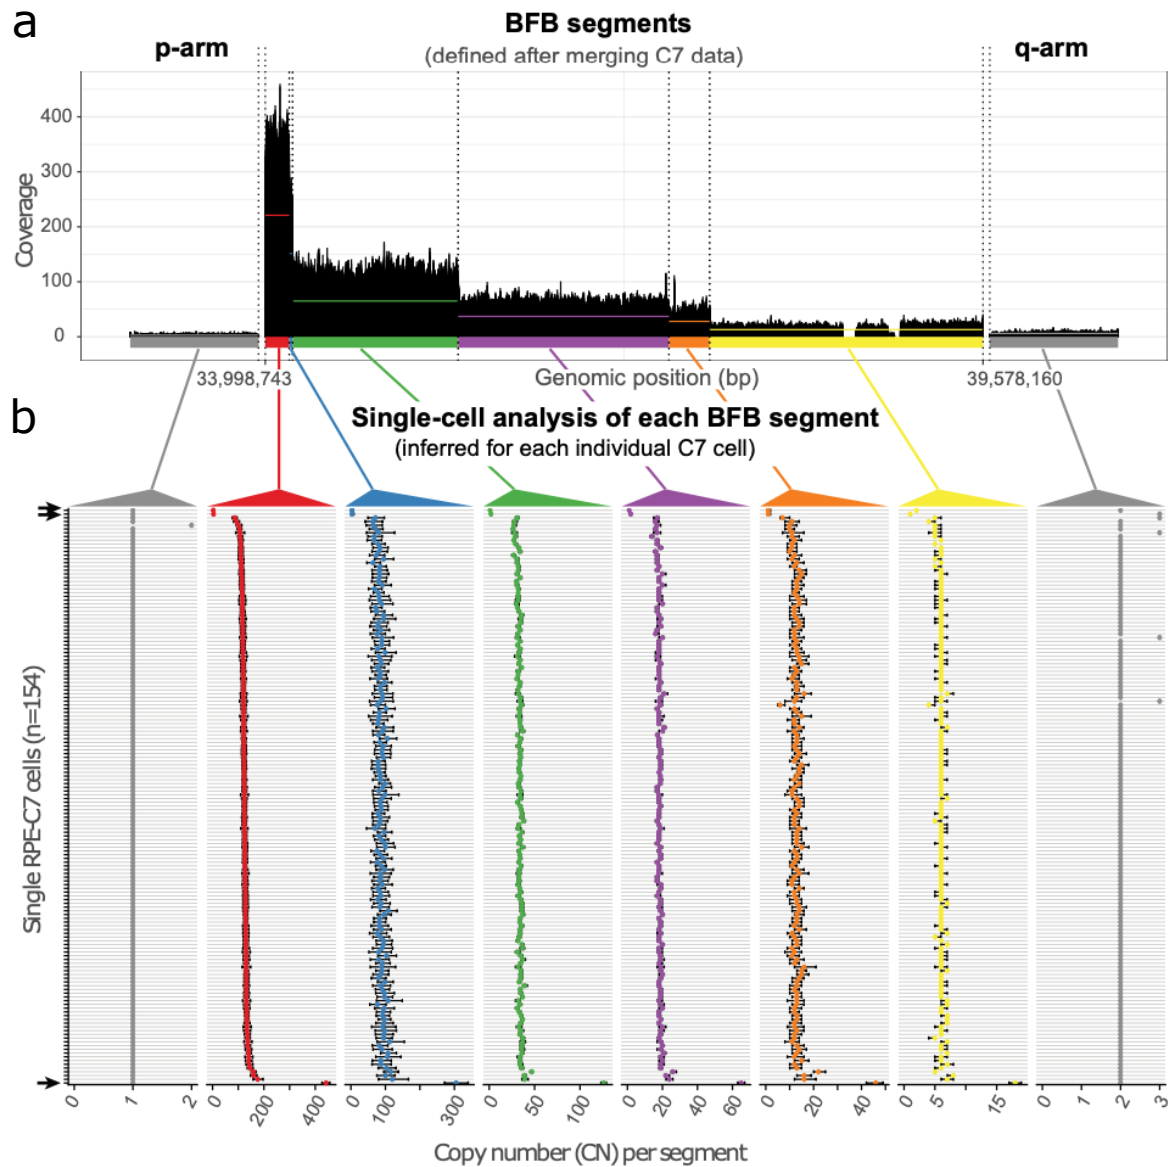 a
BFB segments
p-arm
(defined after merging C7 data)
q-arm
Coverage
400
300
200
100
0
33,998,743
Genomic position (bp)
39,578,160
b
Single-cell analysis of each BFB segment
(inferred for each individual C7 cell)
Single RPE-C7 cells (n=154)
0 1 2
0 200 400
0 100 300
0 50 100
0 20 40 60
0 20 40
0 5 15
0 1 2 3
Copy number (CN) per segment